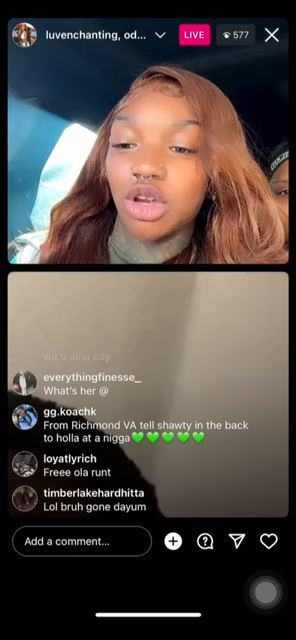 luvenchanting, od...
LIVE
577
wit u inna city
everythingfinesse_
What's her @
gg.koachk
From Richmond VA tell shawty in the back
to holla at a nigga💚💚💚💚💚
loyatlyrich
Freee ola runt
timberlakehardhitta
Lol bruh gone dayum
Add a comment...